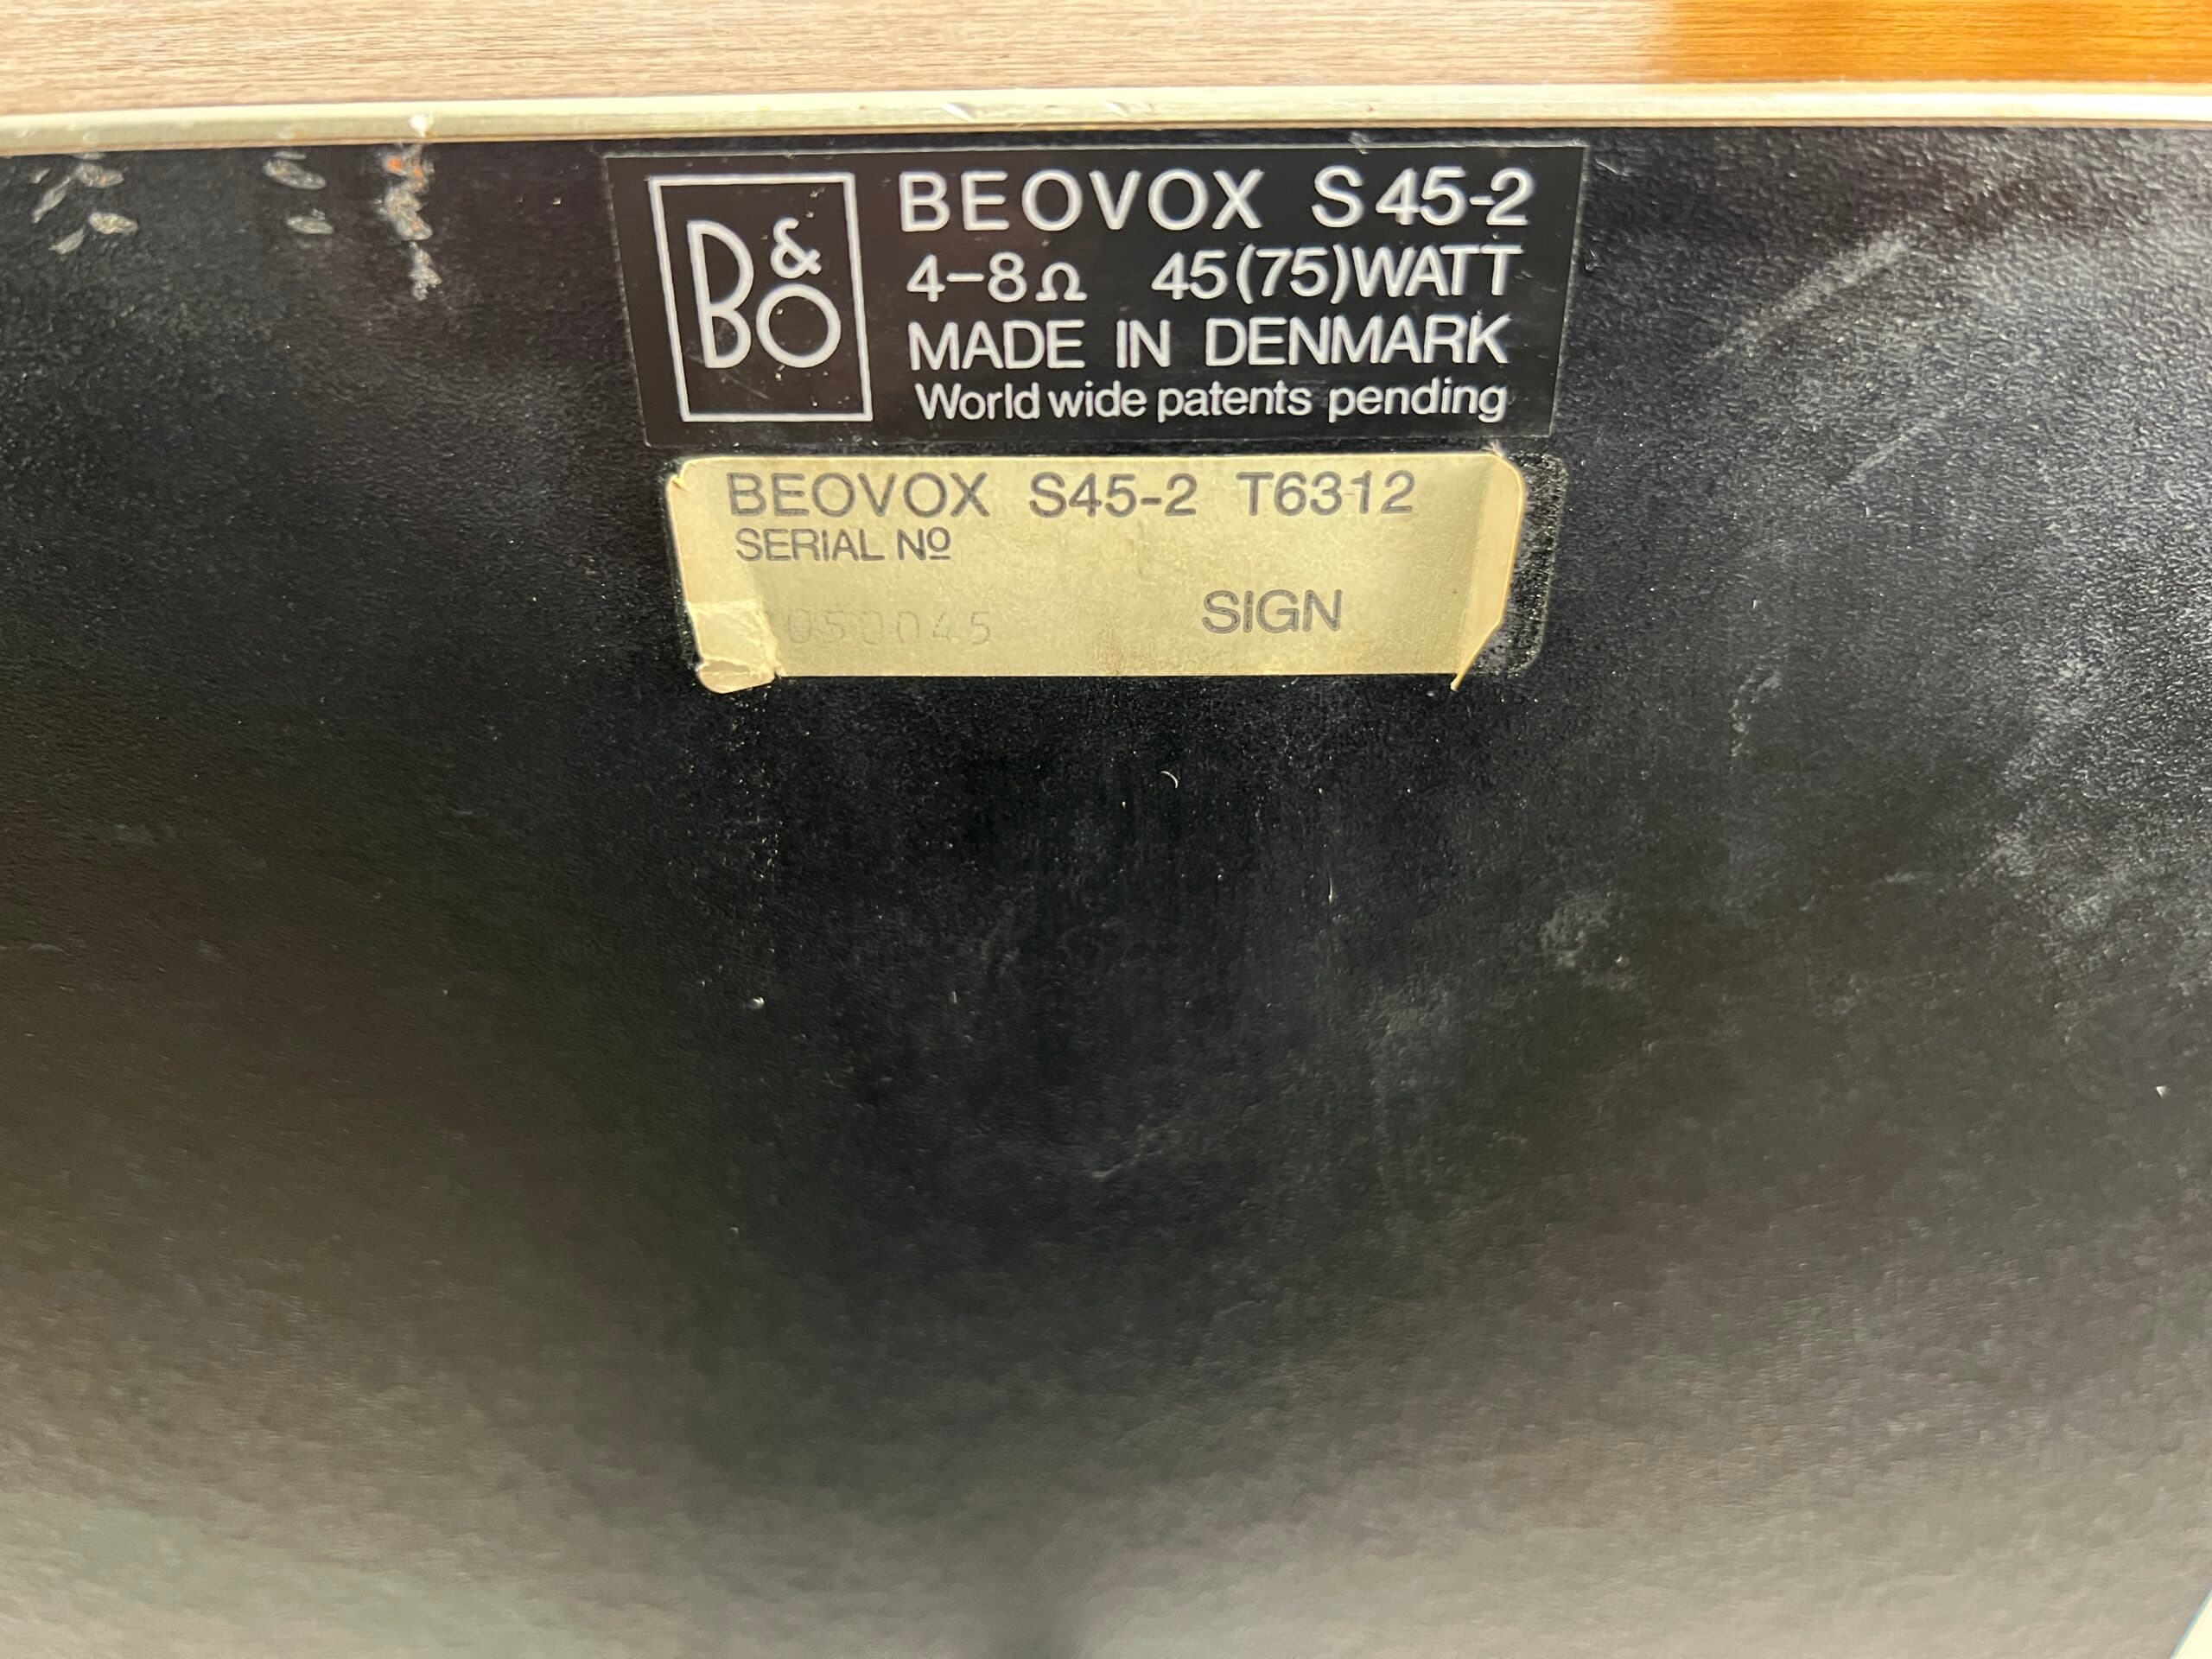 B&O
BEOVOX S45-2
4-8Ω 45(75)WATT
MADE IN DENMARK
World wide patents pending
BEOVOX S45-2 T6312
SERIAL Nº
SIGN